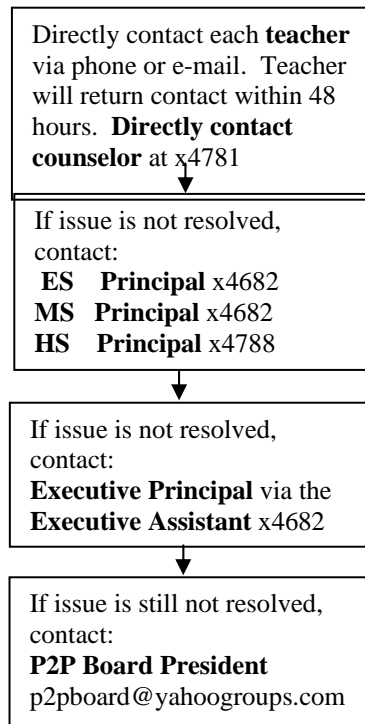 Directly contact each teacher
via phone or e-mail.  Teacher
will return contact within 48
hours.  Directly contact
counselor at x4781
If issue is not resolved,
contact:
ES    Principal x4682
MS   Principal x4682
HS    Principal x4788
If issue is not resolved,
contact:
Executive Principal via the
Executive Assistant x4682
If issue is still not resolved,
contact:
P2P Board President
p2pboard@yahoogroups.com